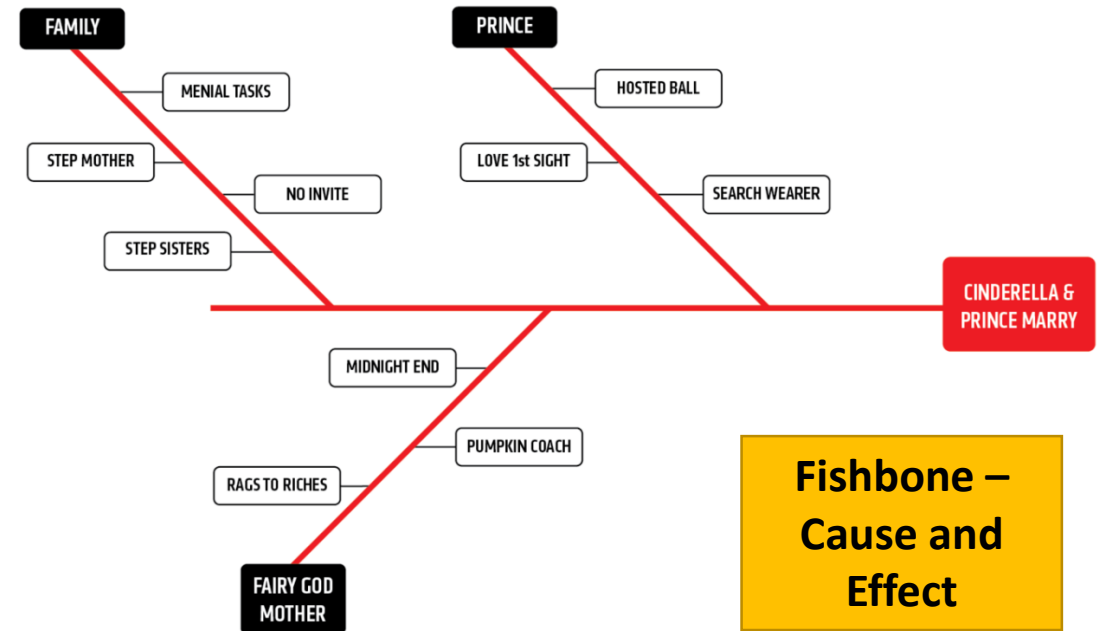 FAMILY
PRINCE
MENIAL TASKS
HOSTED BALL
STEP MOTHER
LOVE 1st SIGHT
NO INVITE
SEARCH WEARER
STEP SISTERS
CINDERELLA &
PRINCE MARRY
MIDNIGHT END
PUMPKIN COACH
RAGS TO RICHES
FAIRY GOD
MOTHER
Fishbone –
Cause and
Effect